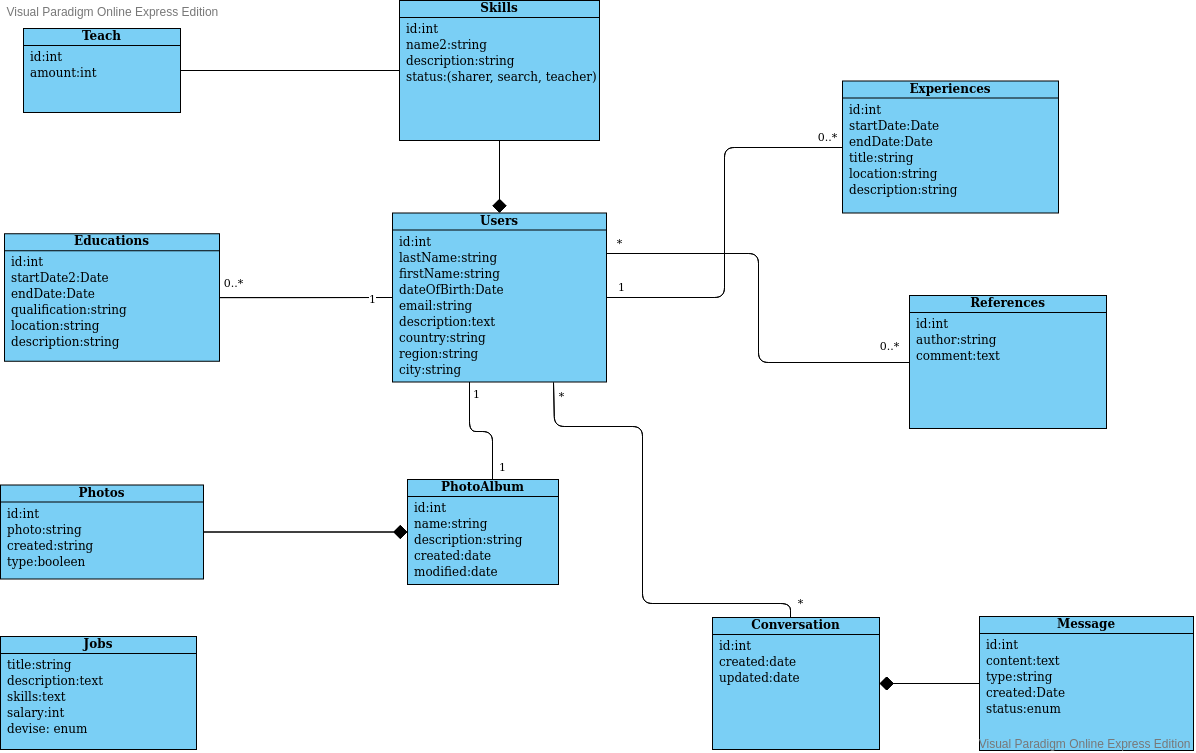 Visual Paradigm Online Express Edition
Teach
id:int
amount:int
Skills
id:int
name2:string
description:string
status:(sharer, search, teacher)
Experiences
id:int
startDate:Date
endDate:Date
title:string
location:string
description:string
0..*
Educations
id:int
startDate2:Date
endDate:Date
qualification:string
location:string
description:string
0..*
1
Users
id:int
lastName:string
firstName:string
dateOfBirth:Date
email:string
description:text
country:string
region:string
city:string
*
1
References
id:int
author:string
comment:text
0..*
1
*
1
Photos
id:int
photo:string
created:string
type:booleen
PhotoAlbum
id:int
name:string
description:string
created:date
modified:date
*
Jobs
title:string
description:text
skills:text
salary:int
devise: enum
Conversation
id:int
created:date
updated:date
Message
id:int
content:text
type:string
created:Date
status:enum
Visual Paradigm Online Express Edition